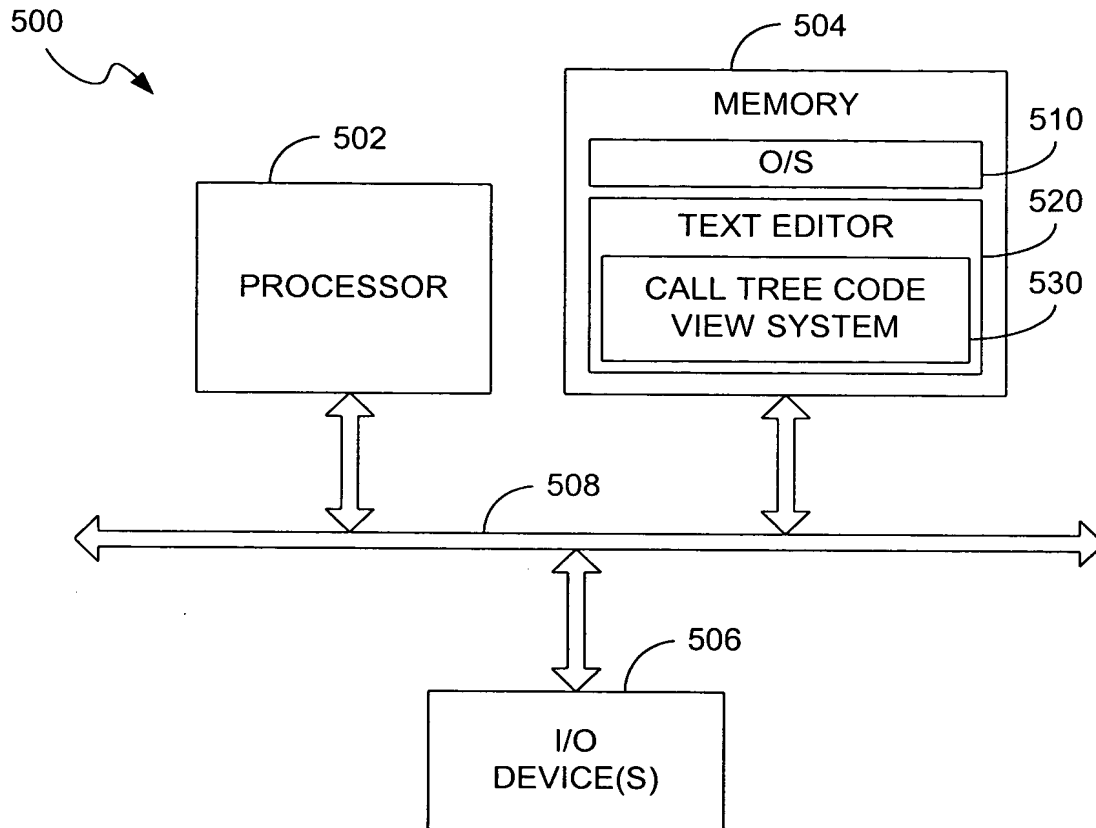 500
504
MEMORY
510
502
O/S
520
TEXT EDITOR
530
PROCESSOR
CALL TREE CODE
VIEW SYSTEM
508
506
I/O
DEVICE(S)